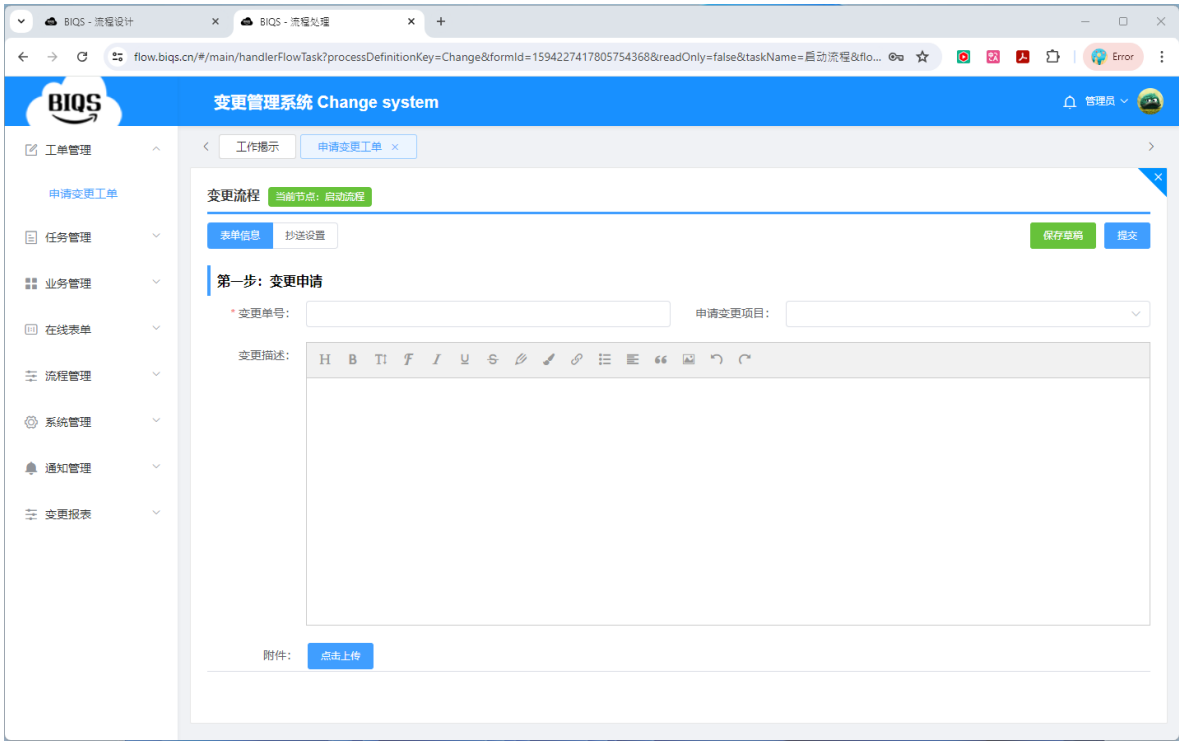 BIQS - 流程设计
BIQS - 流程处理
flow.biqs.cn/#/main/handlerFlowTask?processDefinitionKey=Change&formId=1594227417805754368&readOnly=false&taskName=启动流程&flo...
Error
BIQS
变更管理系统 Change system
管理员
工单管理
工作揭示
申请变更工单
申请变更工单
变更流程
当前节点：启动流程
任务管理
表单信息
抄送设置
保存草稿
提交
业务管理
第一步：变更申请
* 变更单号:
申请变更项目:
在线表单
变更描述:
H B TI F I U S
流程管理
系统管理
通知管理
变更报表
附件:
点击上传